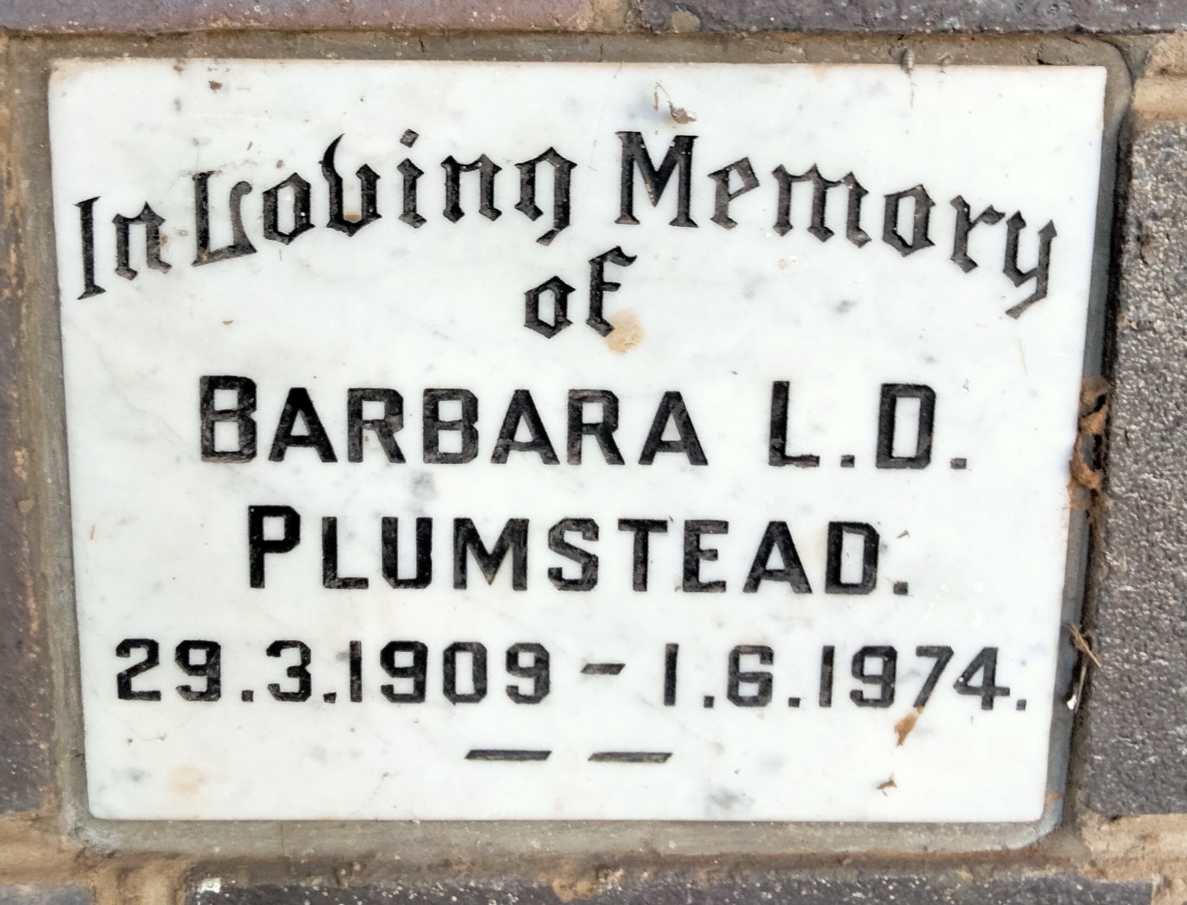 In Loving Memory
of
BARBARA L.D.
PLUMSTEAD.
29.3.1909 - 1.6.1974.